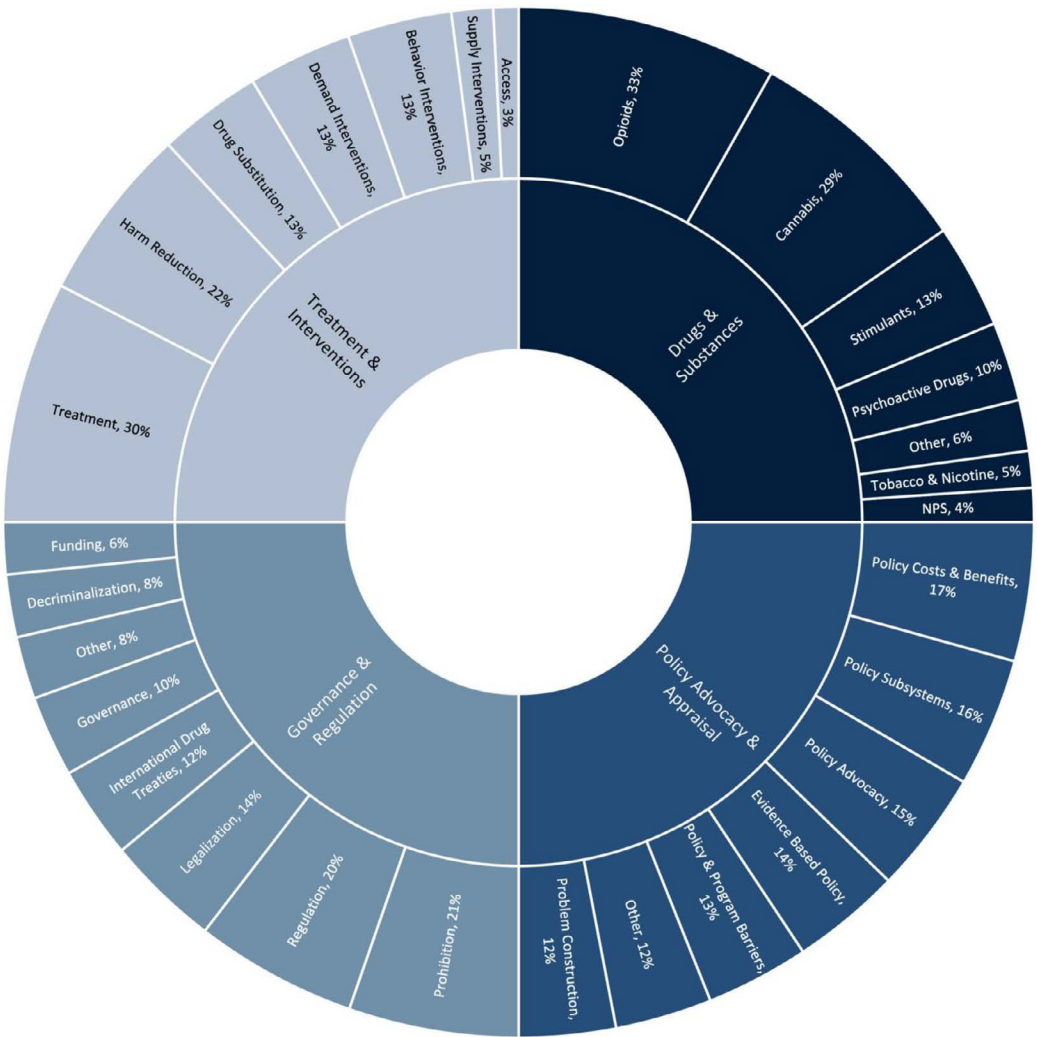 Drugs &
Substances
Opioids, 33%
Cannabis, 29%
Stimulants, 13%
Psychoactive Drugs, 10%
Other, 6%
Tobacco & Nicotine, 5%
NPS, 4%
Policy Advocacy &
Appraisal
Policy Costs & Benefits,
17%
Policy Subsystems, 16%
Policy Advocacy, 15%
Evidence Based Policy,
14%
Policy & Program Barriers,
13%
Other, 12%
Problem Construction,
12%
Governance &
Regulation
Prohibition, 21%
Regulation, 20%
Legalization, 14%
International Drug
Treaties, 12%
Governance, 10%
Other, 8%
Decriminalization, 8%
Funding, 6%
Treatment &
Interventions
Treatment, 30%
Harm Reduction, 22%
Drug Substitution, 13%
Demand Interventions,
13%
Behavior Interventions,
13%
Supply Interventions, 5%
Access, 3%